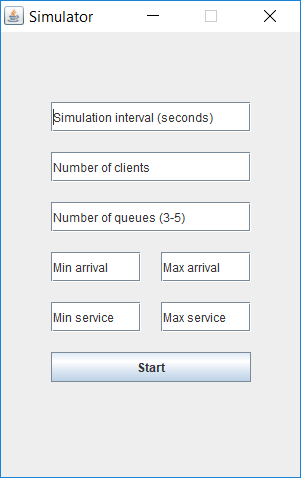 Simulator
Simulation interval (seconds)
Number of clients
Number of queues (3-5)
Min arrival Max arrival
Min service Max service
Start